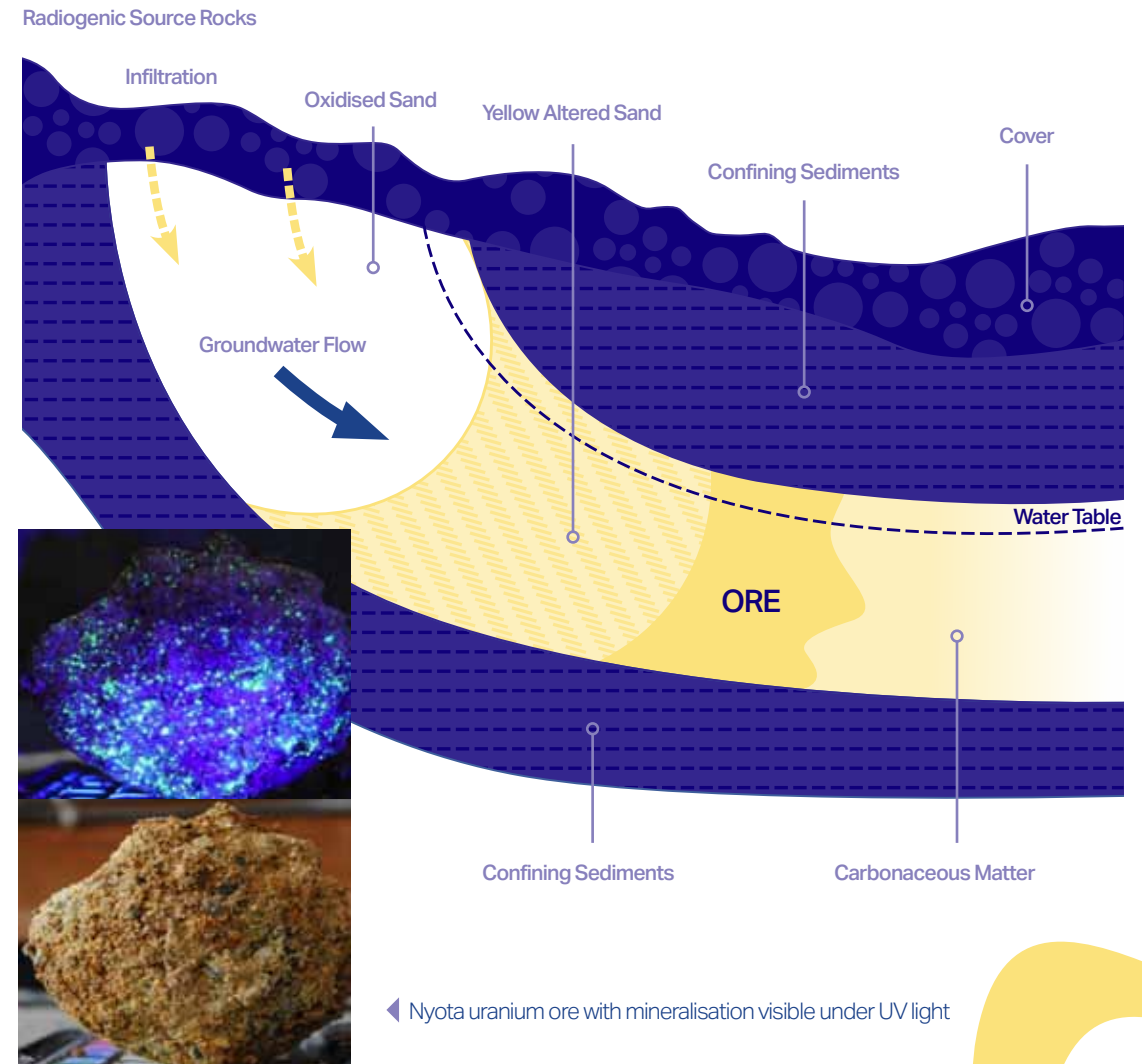 Radiogenic Source Rocks
Infiltration
Oxidised Sand
Yellow Altered Sand
Cover
Confining Sediments
Groundwater Flow
Water Table
ORE
Confining Sediments
Carbonaceous Matter
Nyota uranium ore with mineralisation visible under UV light